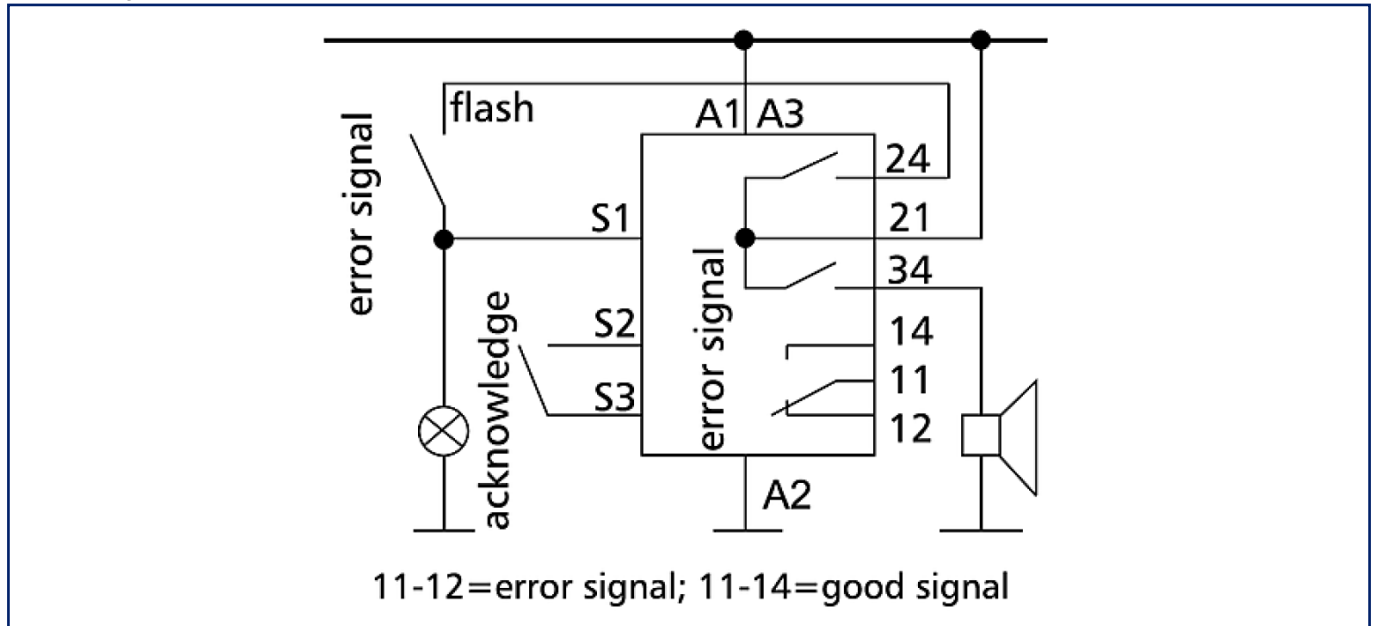 flash
A1 A3
error signal
24
S1
21
error signal
34
acknowledge
S2
14
S3
11
12
A2
11-12=error signal; 11-14=good signal